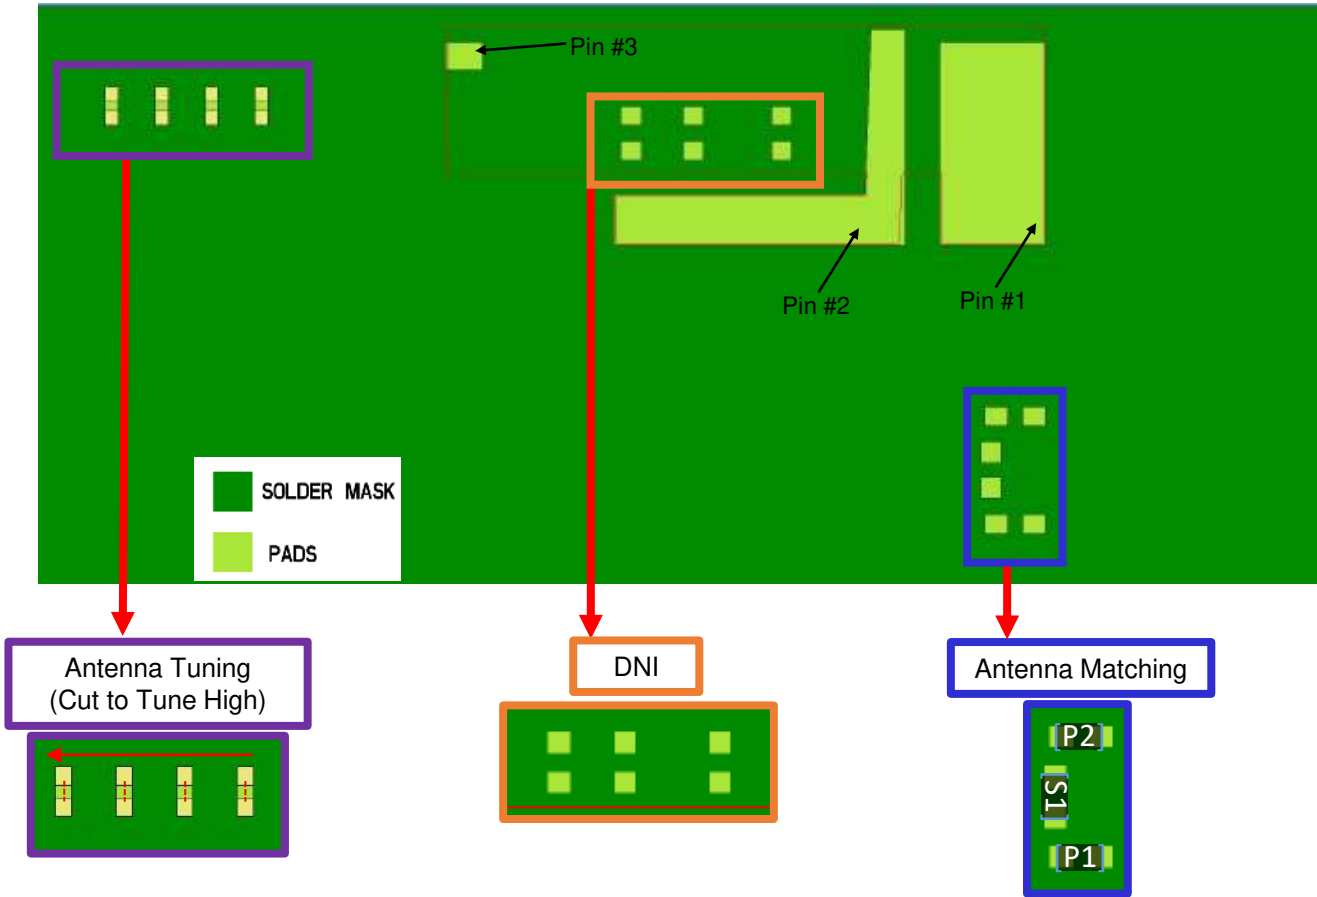 Pin #3
Pin #2
Pin #1
SOLDER MASK
PADS
Antenna Tuning
(Cut to Tune High)
DNI
Antenna Matching
P2
S1
P1